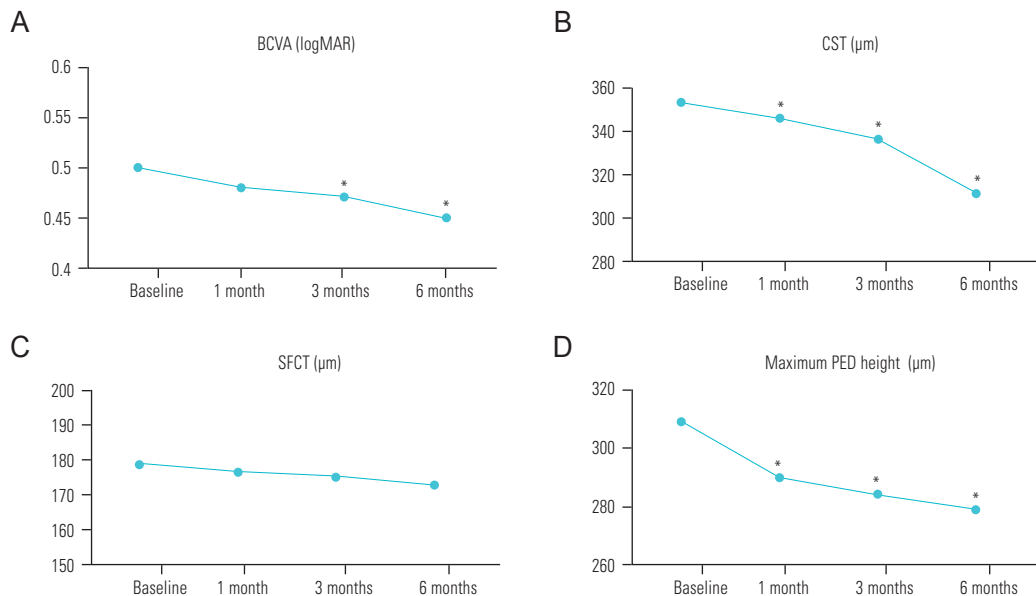 A
BCVA (logMAR)
0.6
0.55
0.5
0.45
0.4
*
*
Baseline 1 month 3 months 6 months
B
CST (µm)
360
340
320
300
280
*
*
*
Baseline 1 month 3 months 6 months
C
SFCT (µm)
200
190
180
170
160
150
Baseline 1 month 3 months 6 months
D
Maximum PED height (µm)
320
300
280
260
*
*
*
Baseline 1 month 3 months 6 months